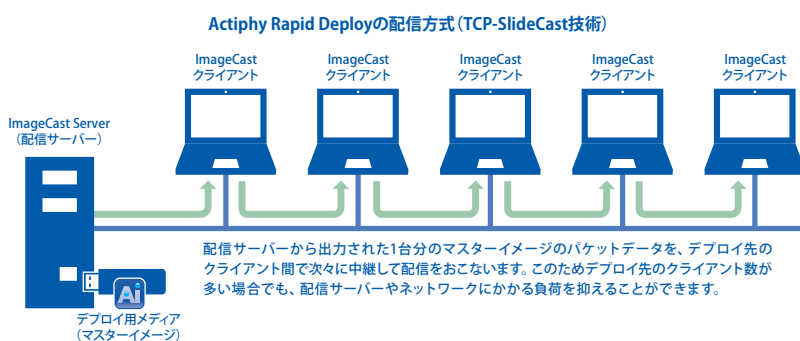 Actiphy Rapid Deployの配信方式（TCP-SlideCast技術）
ImageCast
クライアント
ImageCast
クライアント
ImageCast
クライアント
ImageCast
クライアント
ImageCast
クライアント
ImageCast Server
（配信サーバー）
配信サーバーから出力された1台分のマスターイメージのパケットデータを、デプロイ先の
クライアント間で次々に中継して配信をおこないます。このためデプロイ先のクライアント数が
多い場合でも、配信サーバーやネットワークにかかる負荷を抑えることができます。
Ai
デプロイ用メディア
（マスターイメージ）